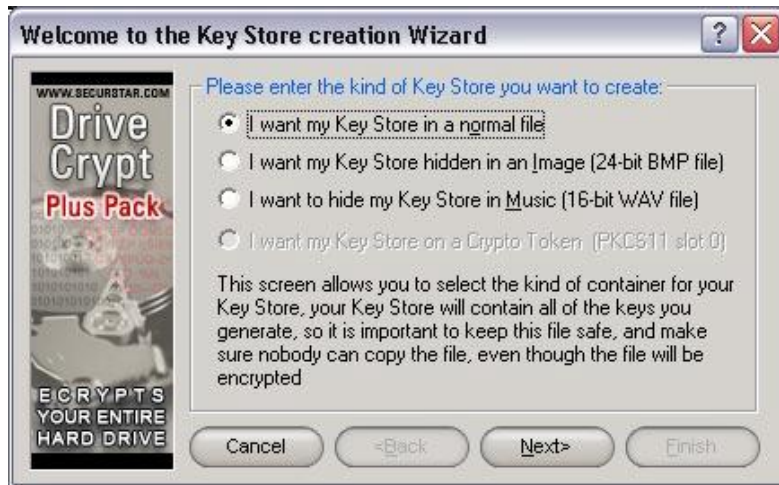 Welcome to the Key Store creation Wizard
WWW.SECURSTAR.COM
Drive
Crypt
Plus Pack
ECRYPTS
YOUR ENTIRE
HARD DRIVE
Please enter the kind of Key Store you want to create:
I want my Key Store in a normal file
I want my Key Store hidden in an Image (24-bit BMP file)
I want to hide my Key Store in Music (16-bit WAV file)
I want my Key Store on a Crypto Token (PKCS11 slot 0)
This screen allows you to select the kind of container for your
Key Store, your Key Store will contain all of the keys you
generate, so it is important to keep this file safe, and make
sure nobody can copy the file, even though the file will be
encrypted
Cancel
<Back
Next>
Finish